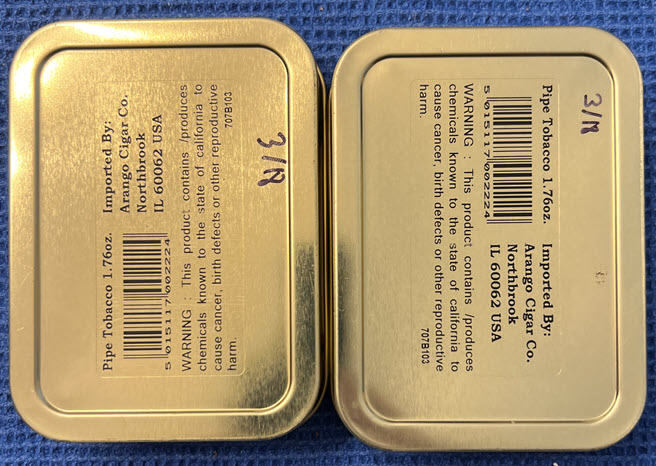 Pipe Tobacco 1.76oz.
Imported By:
Arango Cigar Co.
Northbrook
IL 60062 USA
5 015117 002224
WARNING : This product contains /produces
chemicals known to the state of california to
cause cancer, birth defects or other reproductive
harm.
707B103
3/18
3/18
Pipe Tobacco 1.76oz.
Imported By:
Arango Cigar Co.
Northbrook
IL 60062 USA
5 015117 002224
WARNING : This product contains /produces
chemicals known to the state of california to
cause cancer, birth defects or other reproductive
harm.
707B103